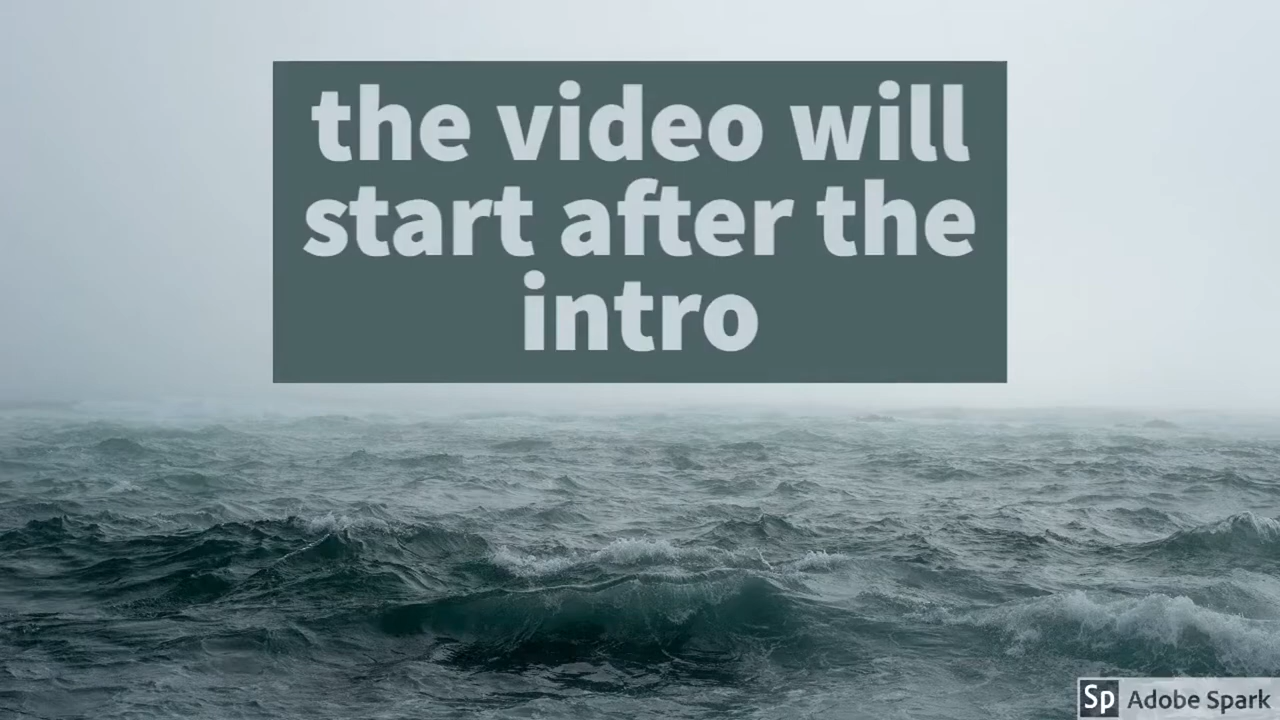 the video will
start after the
intro
Sp Adobe Spark